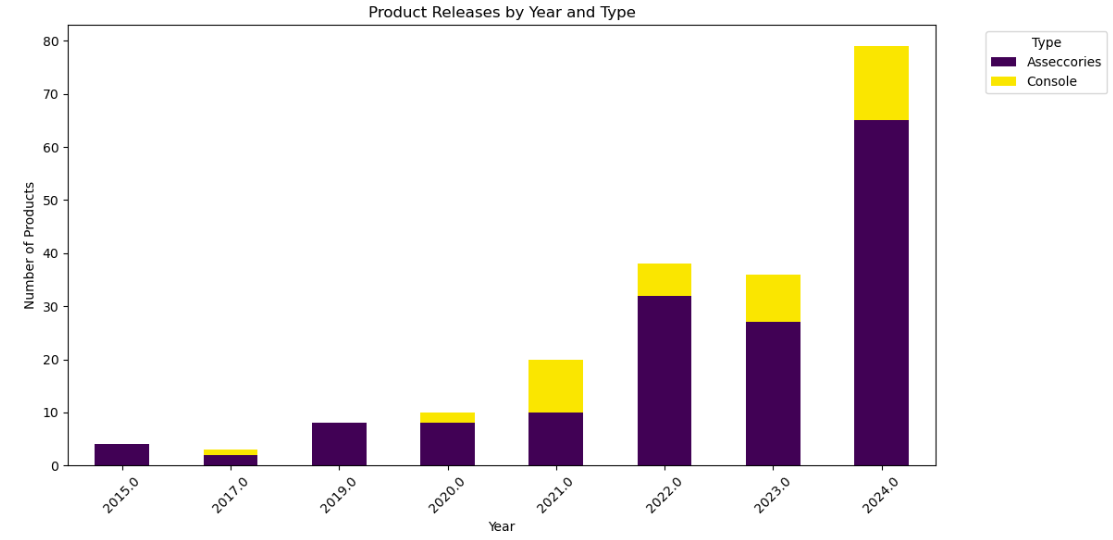 Product Releases by Year and Type
Number of Products
80
70
60
50
40
30
20
10
0
2015.0
2017.0
2019.0
2020.0
2021.0
2022.0
2023.0
2024.0
Year
Type
Asseccories
Console